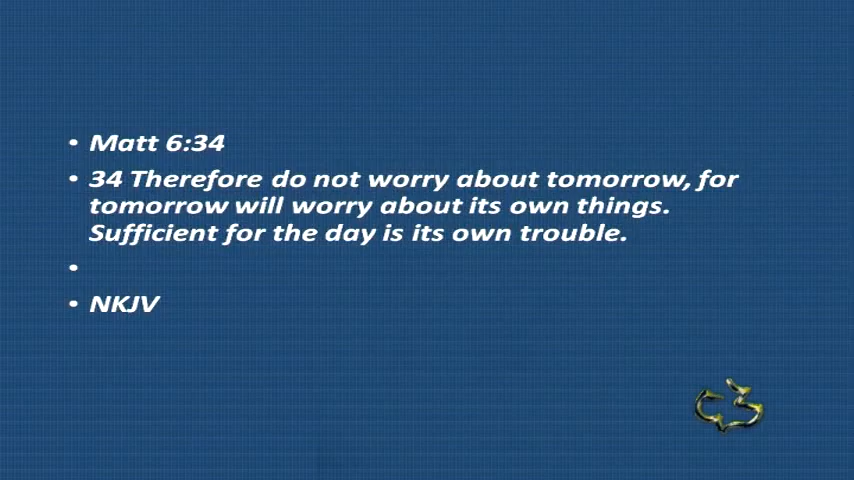 • Matt 6:34
• 34 Therefore do not worry about tomorrow, for
tomorrow will worry about its own things.
Sufficient for the day is its own trouble.
•
• NKJV
C3